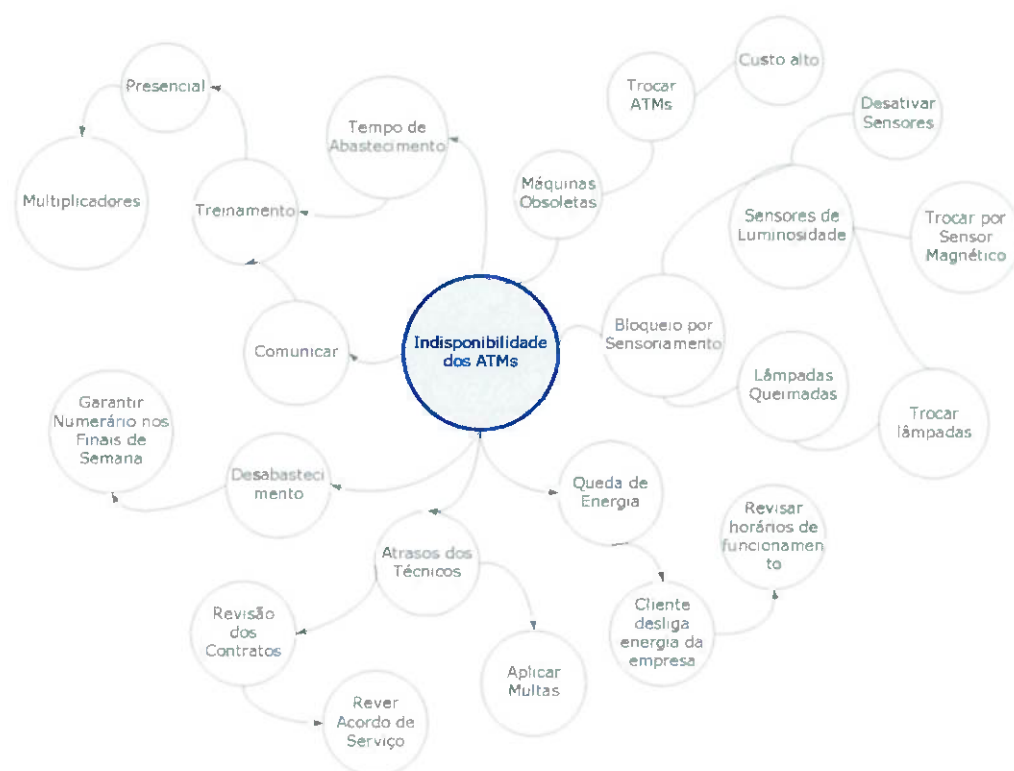 Presencial
Multiplicadores
Tempo de
Abastecimento
Treinamento
Trocar
ATMs
Custo alto
Desativar
Sensores
Máquinas
Obsoletas
Sensores de
Luminosidade
Trocar por
Sensor
Magnético
Comunicar
Indisponibilidade
dos ATMs
Bloqueio por
Sensoriamento
Lâmpadas
Queimadas
Trocar
lâmpadas
Garantir
Numerário nos
Finais de
Semana
Desabasteci
mento
Queda de
Energia
Revisar
horários de
funcionamen
to
Atrasos dos
Técnicos
Cliente
desliga
energia da
empresa
Revisão
dos
Contratos
Aplicar
Multas
Rever
Acordo de
Serviço